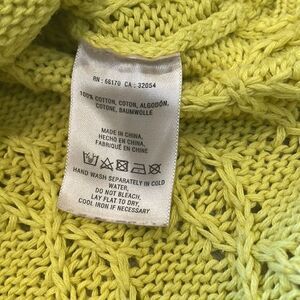 RN : 66170 CA : 32054
100% COTTON, COTON, ALGODÓN,
COTONE, BAUMWOLLE
MADE IN CHINA,
HECHO EN CHINA,
FABRIQUÉ EN CHINE
HAND WASH SEPARATELY IN COLD
WATER,
DO NOT BLEACH,
LAY FLAT TO DRY,
COOL IRON IF NECESSARY